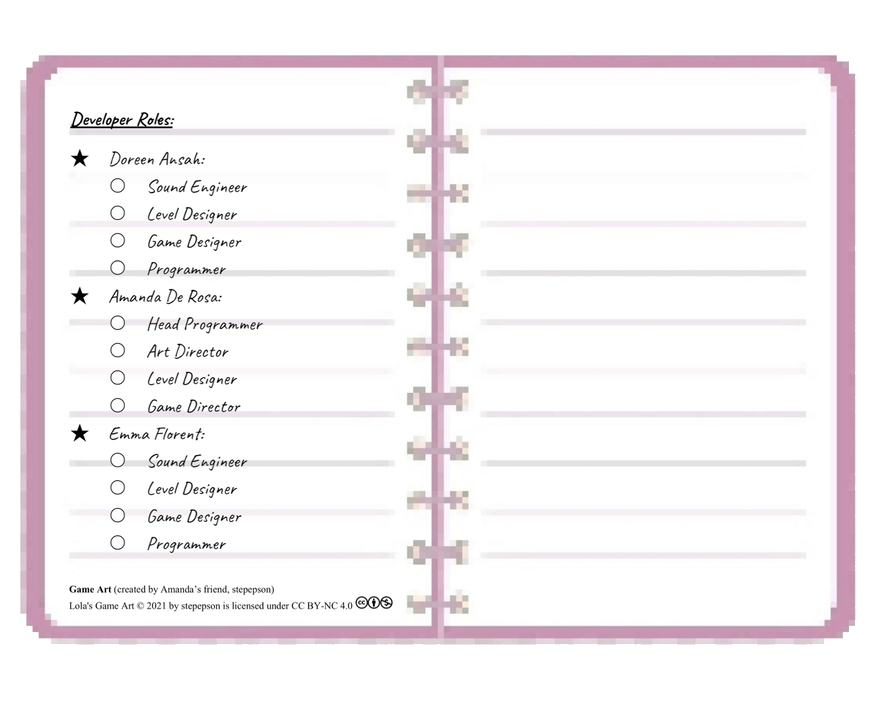 Developer Roles:
★ Doreen Ansah:
○ Sound Engineer
○ Level Designer
○ Game Designer
○ Programmer
★ Amanda De Rosa:
○ Head Programmer
○ Art Director
○ Level Designer
○ Game Director
★ Emma Florent:
○ Sound Engineer
○ Level Designer
○ Game Designer
○ Programmer
Game Art (created by Amanda’s friend, stepepson)
Lola's Game Art © 2021 by stepepson is licensed under CC BY-NC 4.0